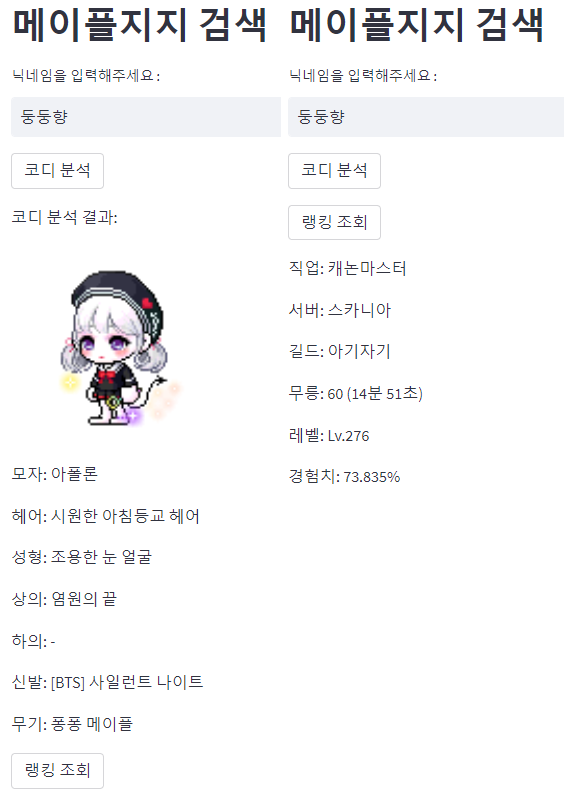 메이플지지 검색
닉네임을 입력해주세요 :
둥둥향
코디 분석
코디 분석 결과:
모자: 아폴론
헤어: 시원한 아침등교 헤어
성형: 조용한 눈 얼굴
상의: 염원의 끝
하의: -
신발: [BTS] 사일런트 나이트
무기: 퐁퐁 메이플
랭킹 조회
메이플지지 검색
닉네임을 입력해주세요 :
둥둥향
코디 분석
랭킹 조회
직업: 캐논마스터
서버: 스카니아
길드: 아기자기
무릉: 60 (14분 51초)
레벨: Lv.276
경험치: 73.835%